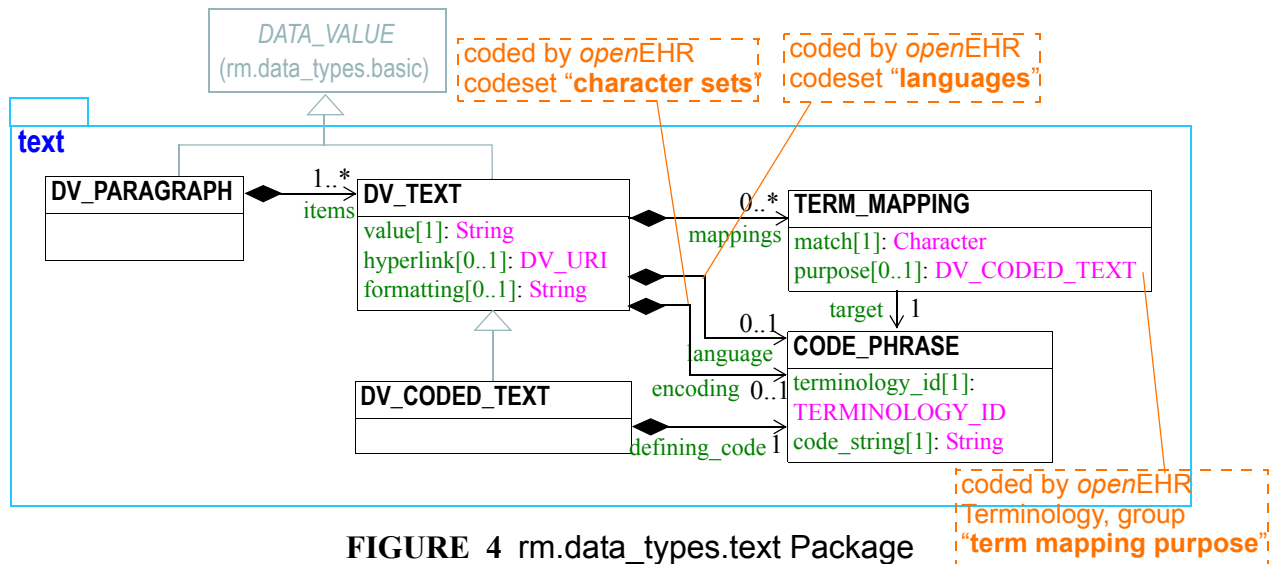 DATA_VALUE
(rm.data_types.basic)
coded by openEHR
codeset “character sets”
coded by openEHR
codeset “languages”
text
DV_PARAGRAPH
1..*
items
DV_TEXT
value[1]: String
hyperlink[0..1]: DV_URI
formatting[0..1]: String
0..*
mappings
TERM_MAPPING
match[1]: Character
purpose[0..1]: DV_CODED_TEXT
target
1
0..1
language
encoding
0..1
CODE_PHRASE
terminology_id[1]:
TERMINOLOGY_ID
code_string[1]: String
DV_CODED_TEXT
defining_code
1
coded by openEHR
Terminology, group
“term mapping purpose”
FIGURE 4 rm.data_types.text Package